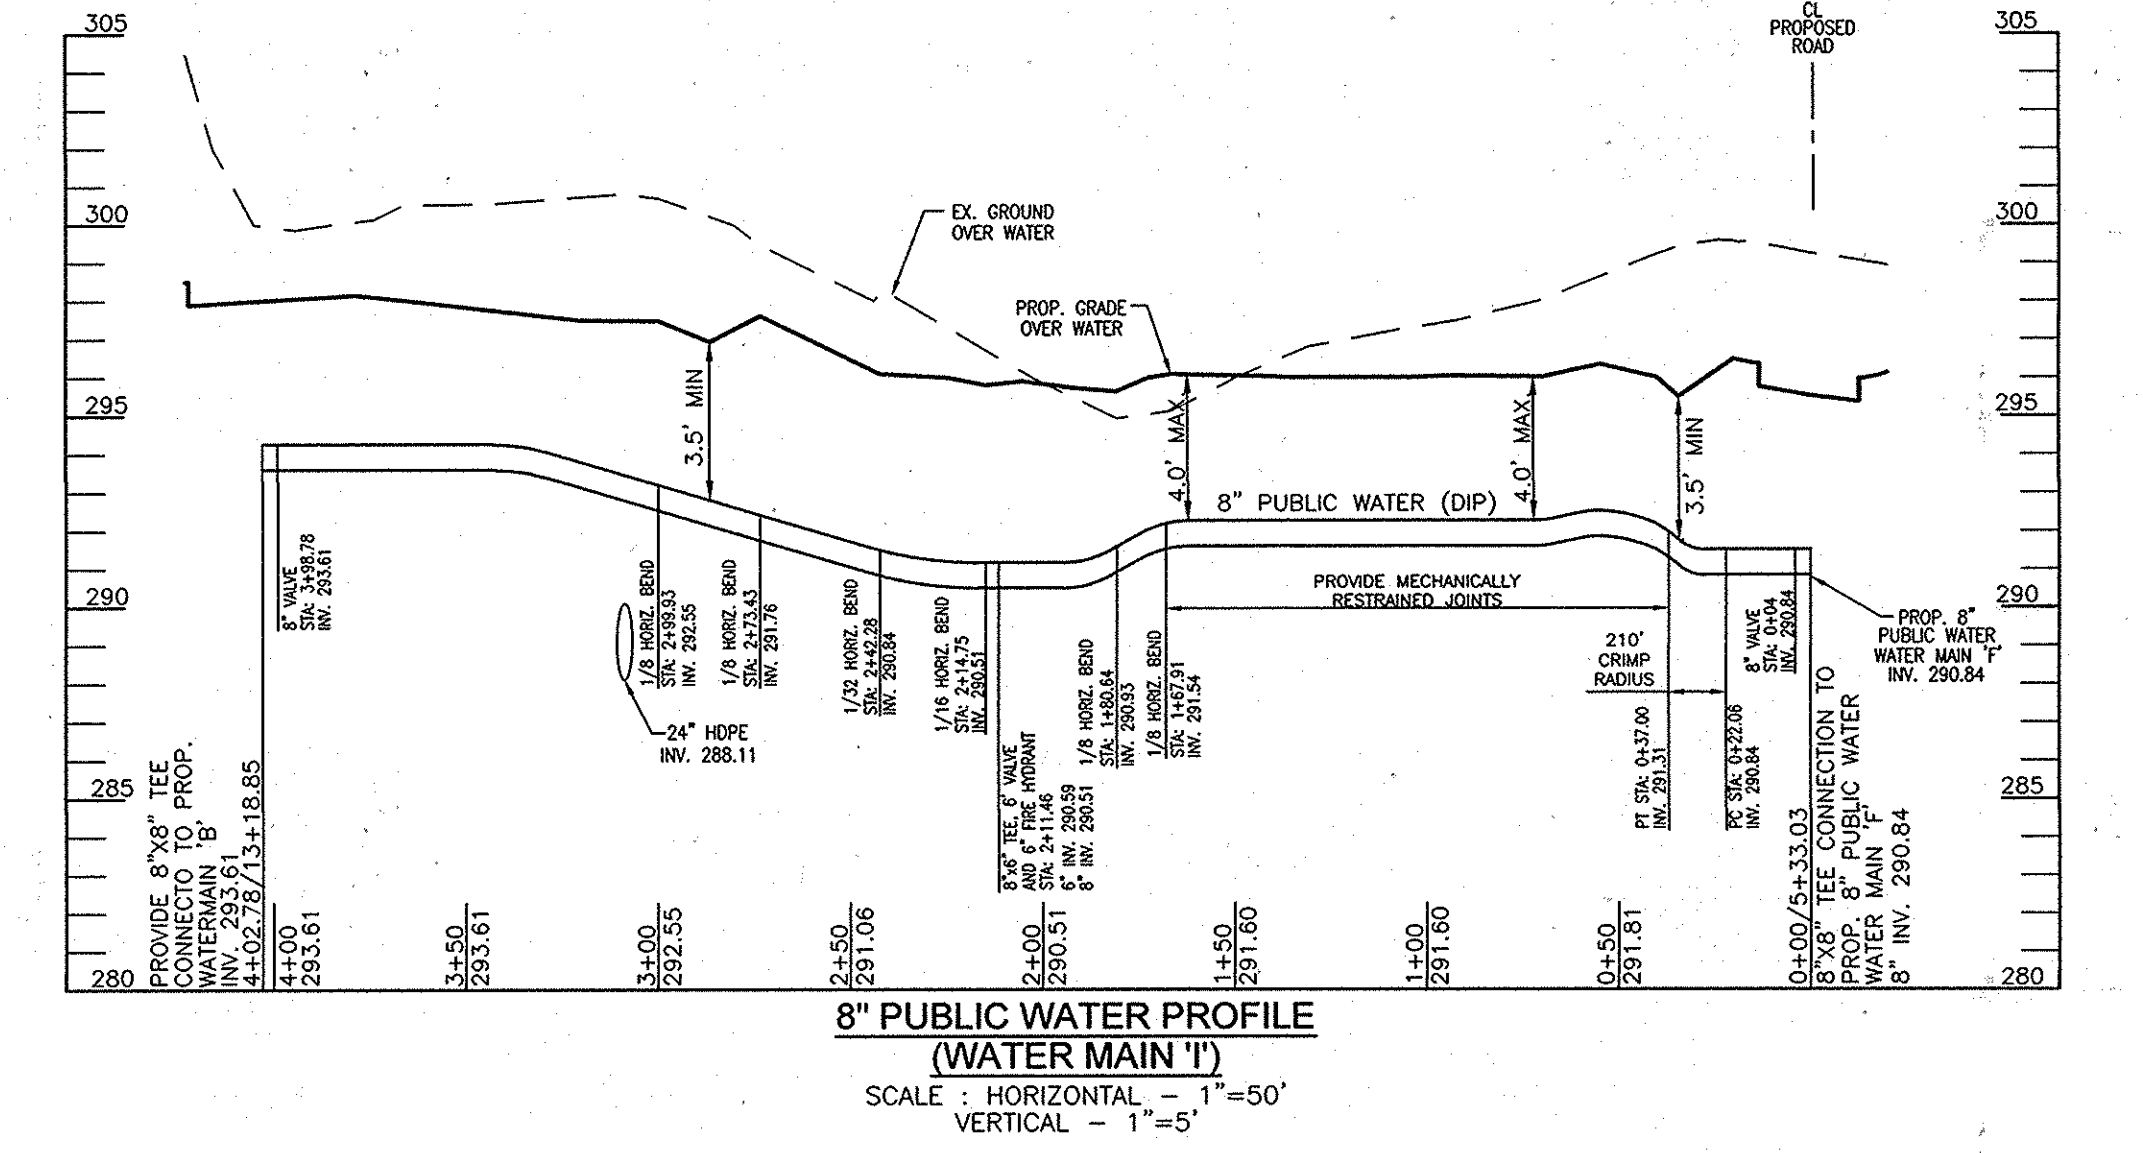 305
300
295
290
285
280
305
300
295
290
285
280
CL
PROPOSED
ROAD
EX. GROUND
OVER WATER
PROP. GRADE
OVER WATER
3.5' MIN
4.0' MAX.
4.0' MAX.
3.5' MIN
8" PUBLIC WATER (DIP)
PROVIDE MECHANICALLY
RESTRAINED JOINTS
210'
CRIMP
RADIUS
PROP. 8"
PUBLIC WATER
WATER MAIN 'F'
INV. 290.84
24" HDPE
INV. 288.11
PROVIDE 8"X8" TEE
CONNECTO TO PROP.
WATERMAIN 'B'
INV. 293.61
4+02.78/13+18.85
8" VALVE
STA: 3+98.78
INV. 293.61
1/8 HORIZ. BEND
STA: 2+99.93
INV. 292.55
1/8 HORIZ. BEND
STA: 2+73.43
INV. 291.76
1/32 HORIZ. BEND
STA: 2+42.28
INV. 290.84
1/16 HORIZ. BEND
STA: 2+14.75
INV. 290.51
8"x6" TEE, 6' VALVE
AND 6" FIRE HYDRANT
STA: 2+11.46
6" INV. 290.59
8" INV. 290.51
1/8 HORIZ. BEND
STA: 1+80.64
INV. 290.93
1/8 HORIZ. BEND
STA: 1+67.91
INV. 291.54
PT STA: 0+37.00
INV. 291.31
PC STA: 0+22.06
INV. 290.84
8" VALVE
STA: 0+04
INV. 290.84
0+00/5+33.03
8"X8" TEE CONNECTION TO
PROP. 8" PUBLIC WATER
WATER MAIN 'F'
8" INV. 290.84
4+00
293.61
3+50
293.61
3+00
292.55
2+50
291.06
2+00
290.51
1+50
291.60
1+00
291.60
0+50
291.81
8" PUBLIC WATER PROFILE
(WATER MAIN 'I')
SCALE : HORIZONTAL - 1"=50'
VERTICAL - 1"=5'